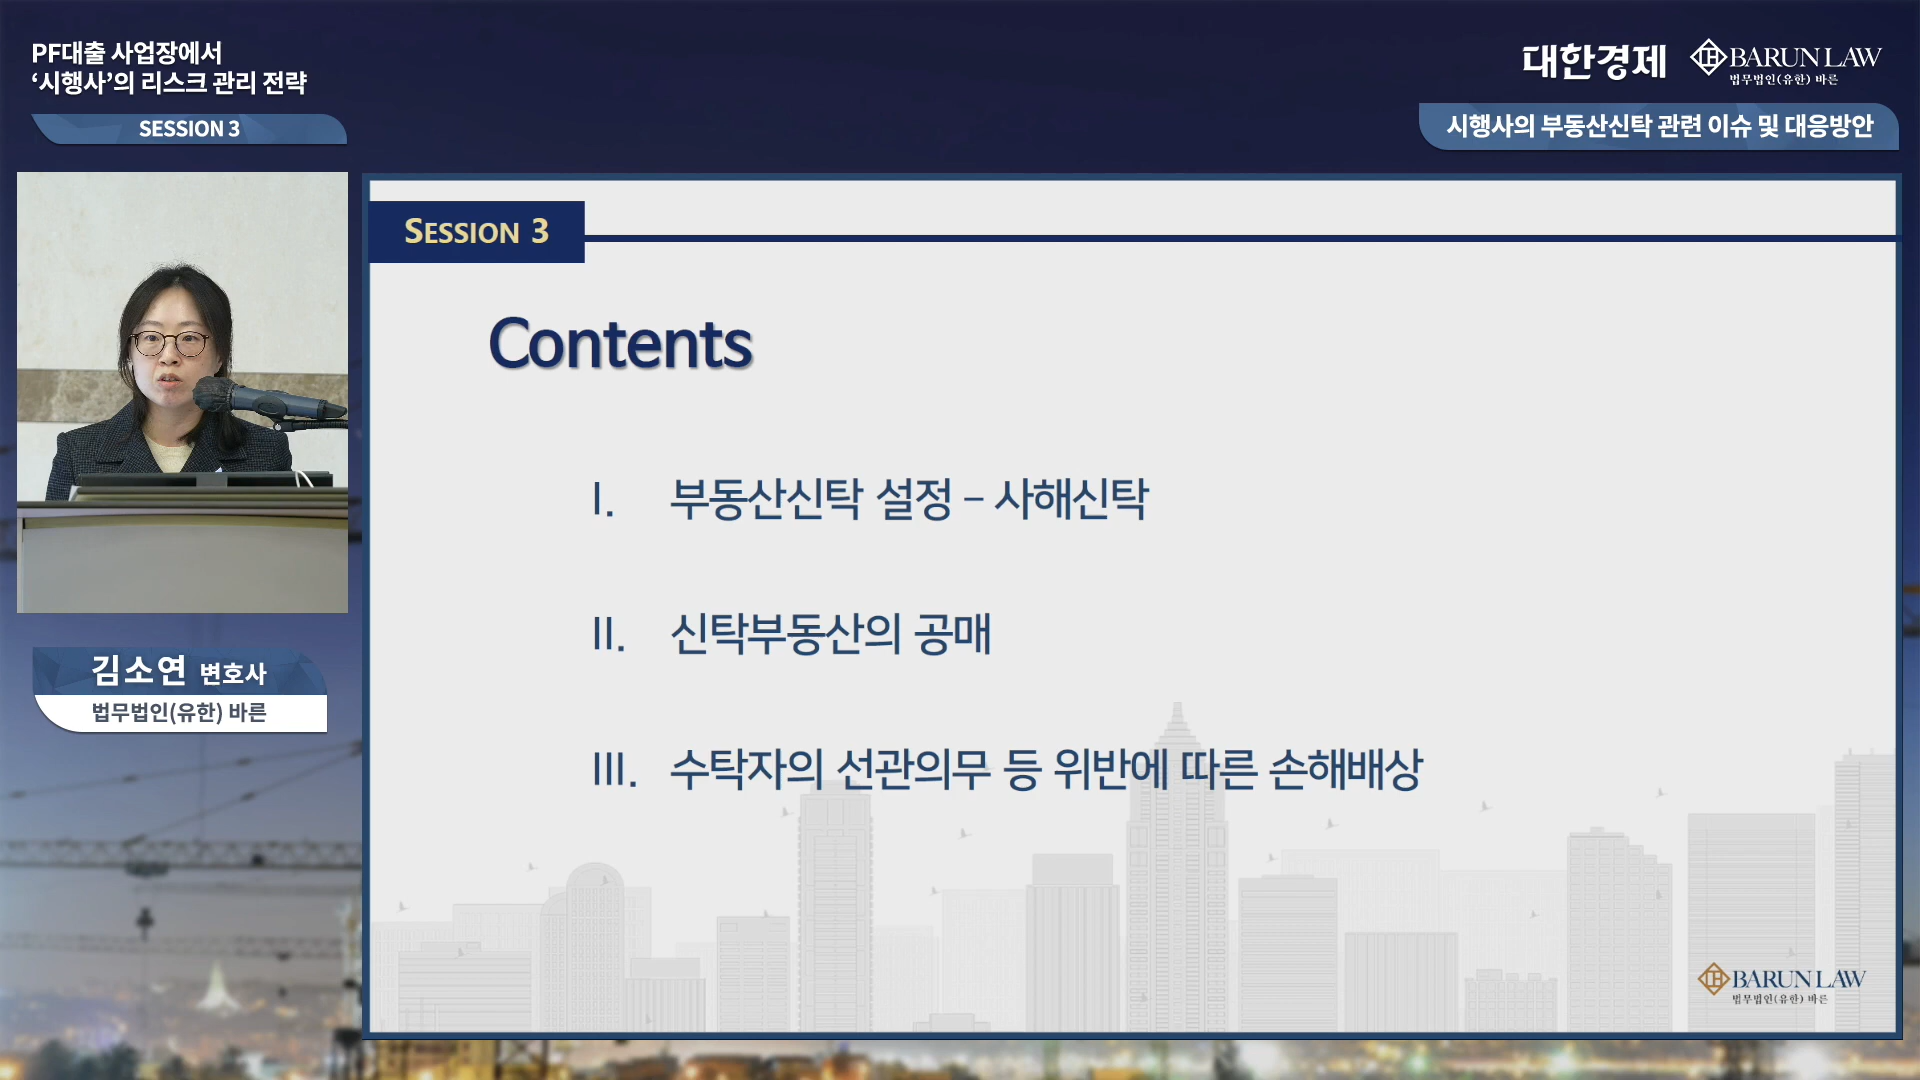 PF대출 사업장에서
‘시행사’의 리스크 관리 전략
SESSION 3
대한경제
BARUN LAW
법무법인(유한) 바른
시행사의 부동산신탁 관련 이슈 및 대응방안
SESSION 3
Contents
I. 부동산신탁 설정 – 사해신탁
II. 신탁부동산의 공매
III. 수탁자의 선관의무 등 위반에 따른 손해배상
김소연 변호사
법무법인(유한) 바른
BARUN LAW
법무법인(유한) 바른